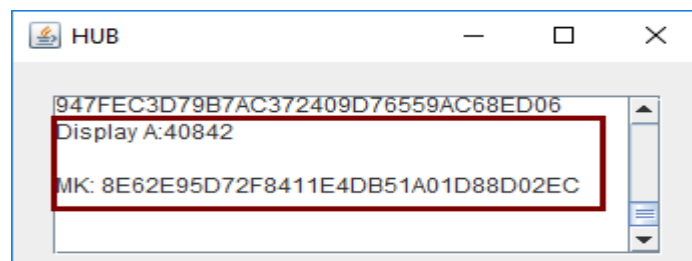 HUB
947FEC3D79B7AC372409D76559AC68ED06
Display A:40842
MK: 8E62E95D72F8411E4DB51A01D88D02EC